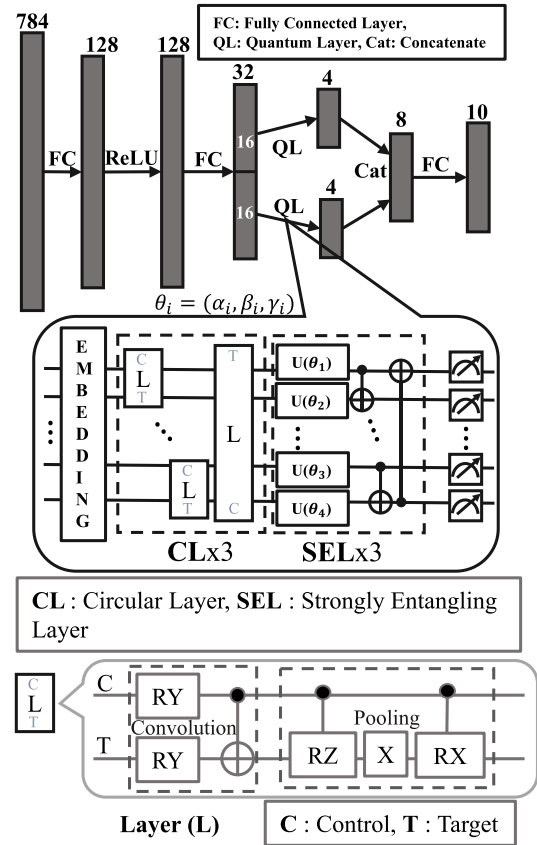 784
FC: Fully Connected Layer,
QL: Quantum Layer, Cat: Concatenate
128
128
32
4
8
10
FC
ReLU
FC
16
QL
Cat
FC
16
QL
4
θi = (αi, βi, γi)
EMBEDDING
C
L
T
T
L
C
C
L
T
U(θ1)
U(θ2)
U(θ3)
U(θ4)
CLx3
SELx3
CL : Circular Layer, SEL : Strongly Entangling
Layer
C
L
T
C
RY
Convolution
Pooling
T
RY
RZ
X
RX
Layer (L)
C : Control, T : Target